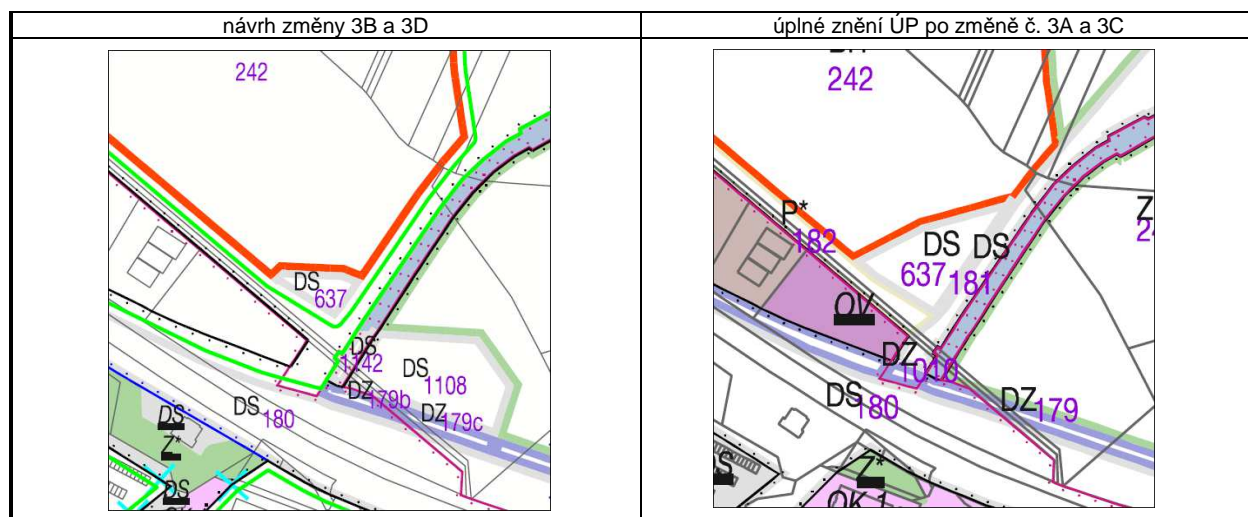 návrh změny 3B a 3D
úplné znění ÚP po změně č. 3A a 3C
242
DS
637
DS
1142
DS
1108
DZ
179b
DZ
179c
DS
180
DS
Z*
DS
242
P*
182
DS
637
DS
181
Z
OV
DZ
1010
DS
180
DZ
179
Z*
OK 1